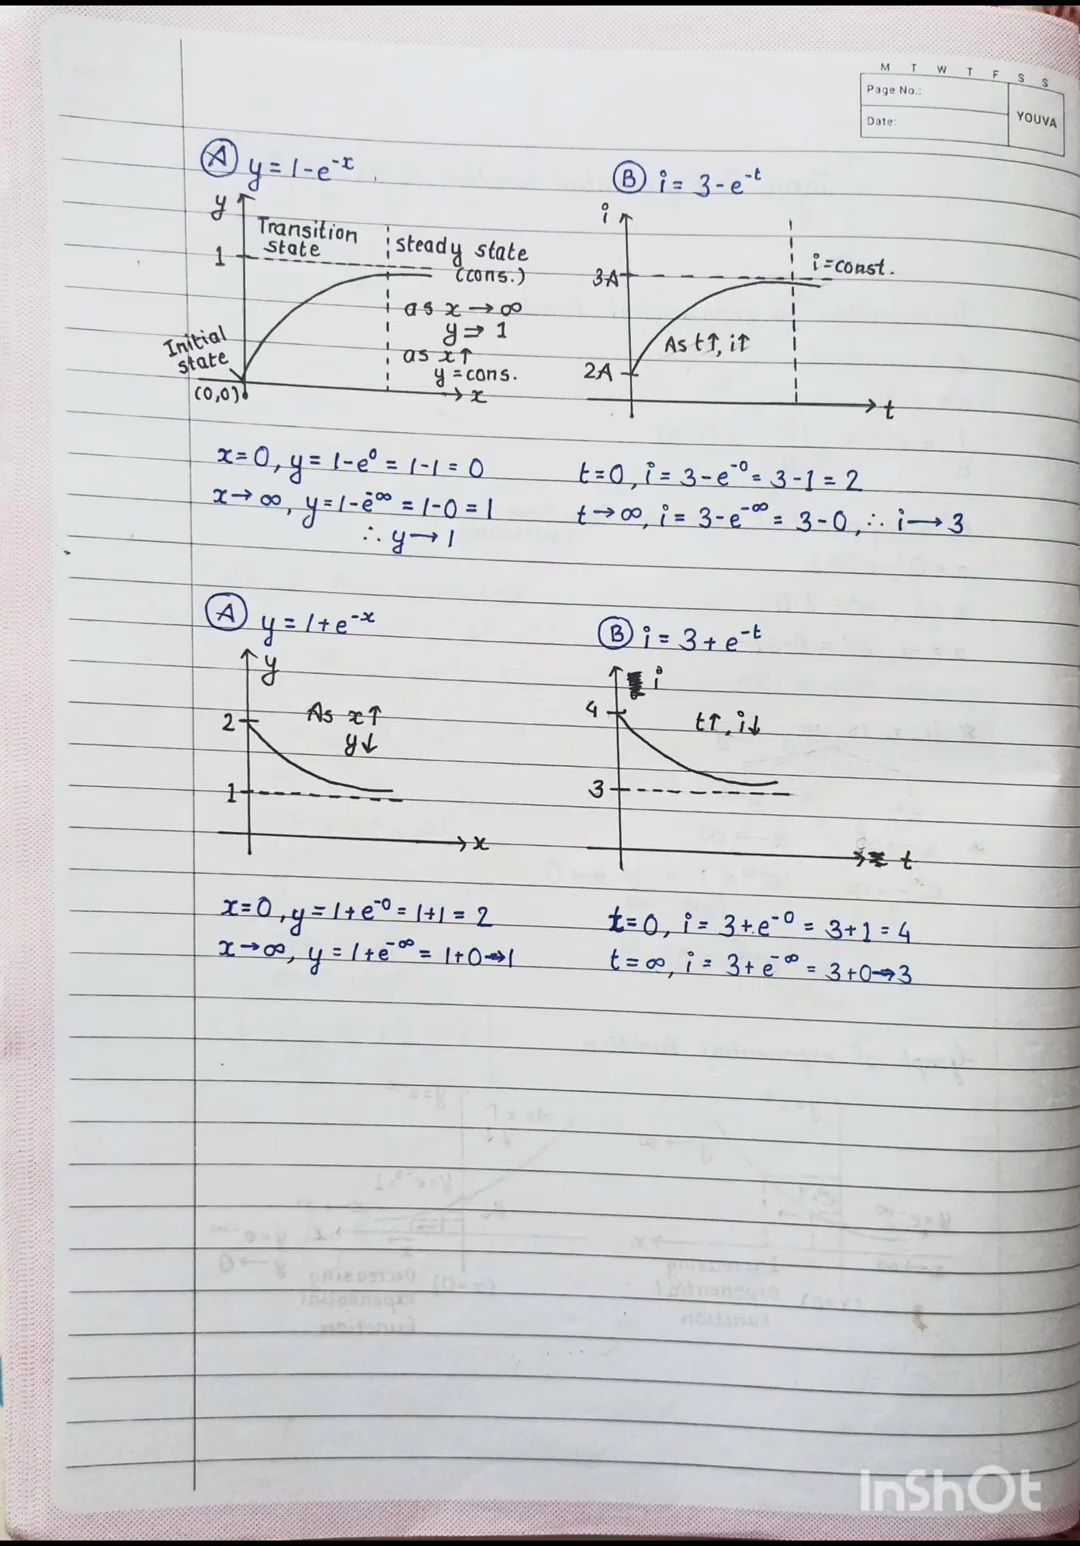 M T W T F S S
Page No.:
Date:
YOUVA
Ⓐ y = 1-e⁻ˣ
y
Transition
state
steady state
(cons.)
1
as x → ∞
y ⇒ 1
as x↑
y = cons.
Initial
state
(0,0)
x
x=0, y = 1-e⁰ = 1-1 = 0
x→∞, y=1-e⁻∞ = 1-0 = 1
∴ y → 1
Ⓑ i = 3-e⁻ᵗ
i
3A
i = const.
As t↑, i↑
2A
t
t=0, i = 3-e⁻⁰ = 3-1 = 2
t→∞, i = 3-e⁻∞ = 3-0, ∴ i → 3
Ⓐ y = 1+e⁻ˣ
y
2
As x↑
y↓
1
x
x=0, y = 1+e⁻⁰ = 1+1 = 2
x→∞, y = 1+e⁻∞ = 1+0→1
Ⓑ i = 3+e⁻ᵗ
i
4
t↑, i↓
3
t
t=0, i = 3+e⁻⁰ = 3+1 = 4
t=∞, i = 3+e⁻∞ = 3+0→3
InShOt